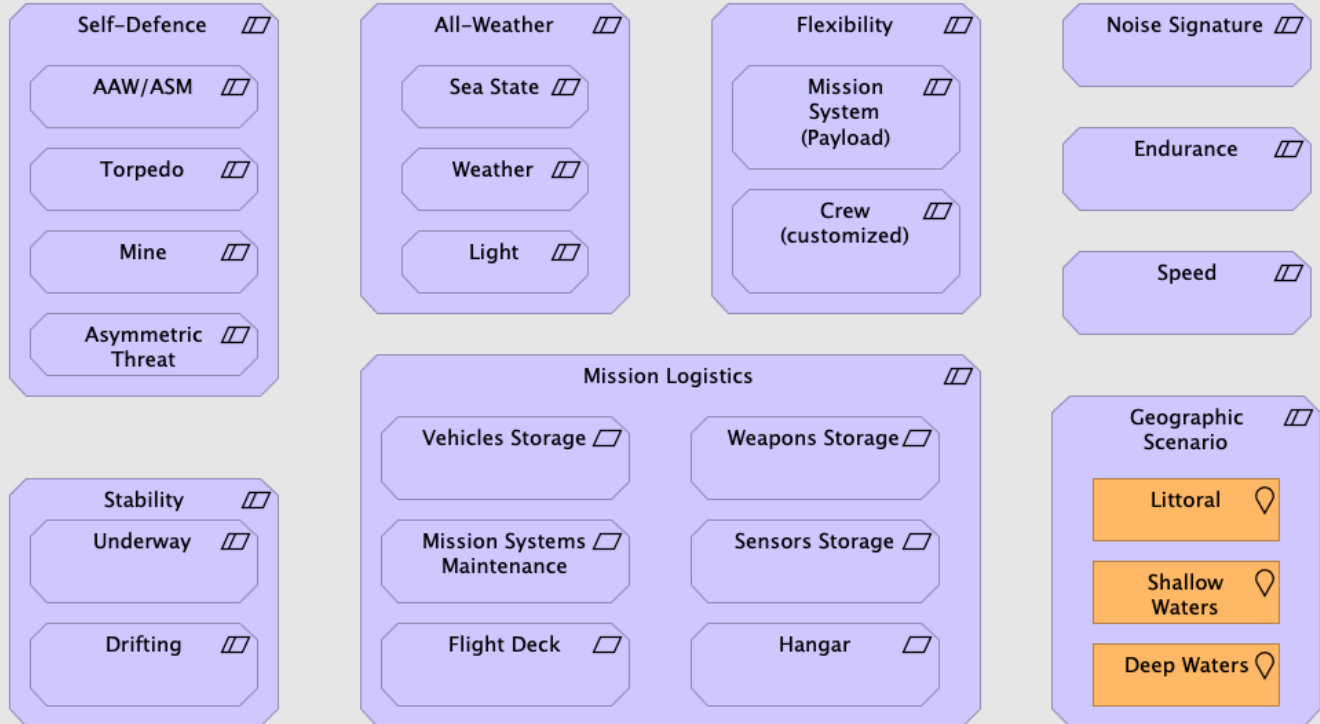 Self-Defence
AAW/ASM
Torpedo
Mine
Asymmetric
Threat
All-Weather
Sea State
Weather
Light
Flexibility
Mission
System
(Payload)
Crew
(customized)
Noise Signature
Endurance
Speed
Stability
Underway
Drifting
Mission Logistics
Vehicles Storage
Weapons Storage
Mission Systems
Maintenance
Sensors Storage
Flight Deck
Hangar
Geographic
Scenario
Littoral
Shallow
Waters
Deep Waters